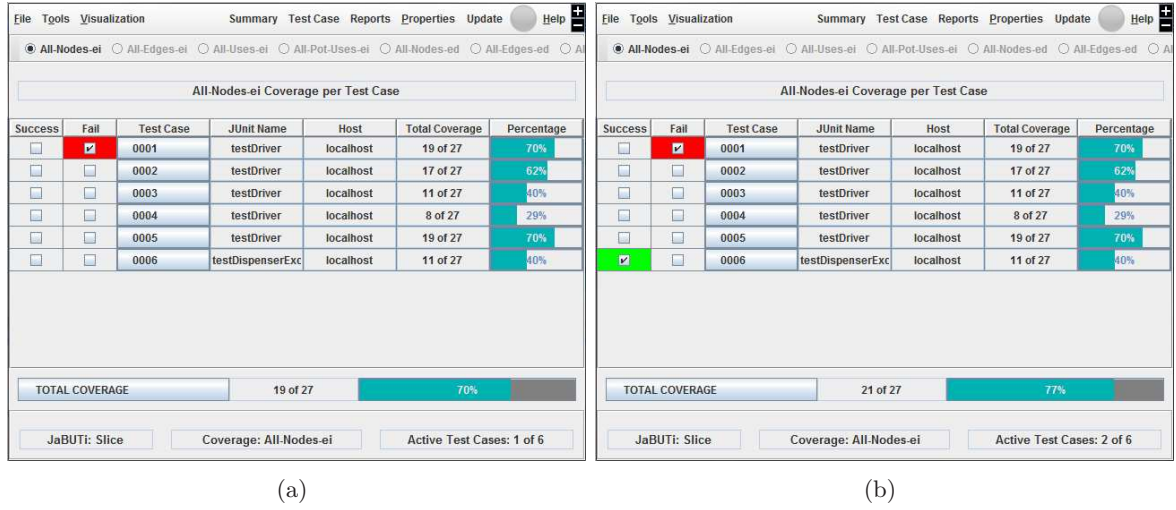 File Tools Visualization Summary Test Case Reports Properties Update Help
All-Nodes-ei All-Edges-ei All-Uses-ei All-Pot-Uses-ei All-Nodes-ed All-Edges-ed Al
All-Nodes-ei Coverage per Test Case
Success Fail Test Case JUnit Name Host Total Coverage Percentage
0001 testDriver localhost 19 of 27 70%
0002 testDriver localhost 17 of 27 62%
0003 testDriver localhost 11 of 27 40%
0004 testDriver localhost 8 of 27 29%
0005 testDriver localhost 19 of 27 70%
0006 testDispenserExc localhost 11 of 27 40%
TOTAL COVERAGE 19 of 27 70%
JaBUTi: Slice Coverage: All-Nodes-ei Active Test Cases: 1 of 6
(a)
File Tools Visualization Summary Test Case Reports Properties Update Help
All-Nodes-ei All-Edges-ei All-Uses-ei All-Pot-Uses-ei All-Nodes-ed All-Edges-ed Al
All-Nodes-ei Coverage per Test Case
Success Fail Test Case JUnit Name Host Total Coverage Percentage
0001 testDriver localhost 19 of 27 70%
0002 testDriver localhost 17 of 27 62%
0003 testDriver localhost 11 of 27 40%
0004 testDriver localhost 8 of 27 29%
0005 testDriver localhost 19 of 27 70%
0006 testDispenserExc localhost 11 of 27 40%
TOTAL COVERAGE 21 of 27 77%
JaBUTi: Slice Coverage: All-Nodes-ei Active Test Cases: 2 of 6
(b)